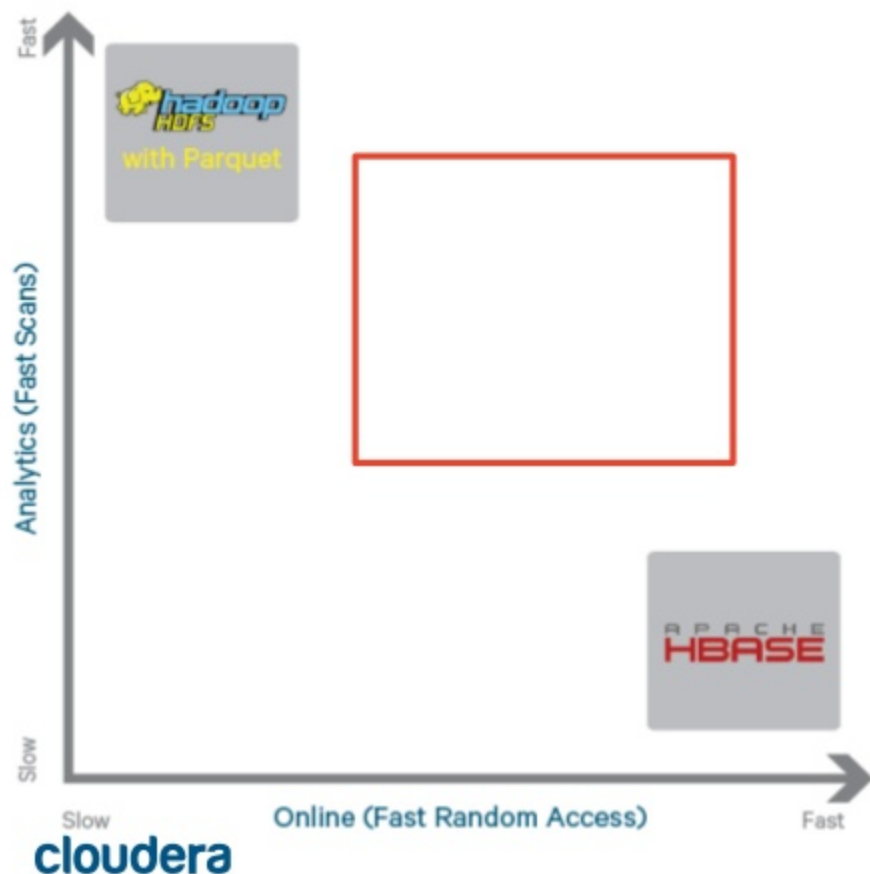 Fast
hadoop
HDFS
with Parquet
Analytics (Fast Scans)
APACHE
HBASE
Slow
Slow
Online (Fast Random Access)
Fast
cloudera